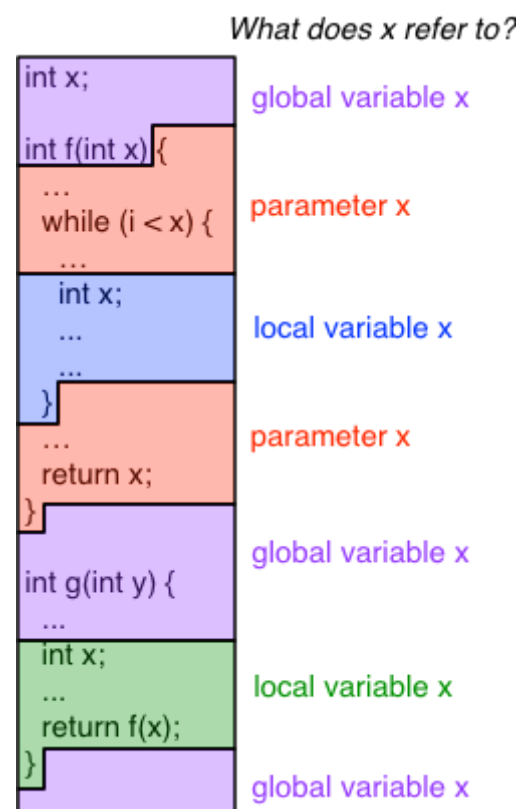 What does x refer to?
int x;
global variable x
int f(int x) {
...
parameter x
while (i < x) {
...
int x;
...
local variable x
...
}
...
parameter x
return x;
}
global variable x
int g(int y) {
...
int x;
...
local variable x
return f(x);
}
global variable x